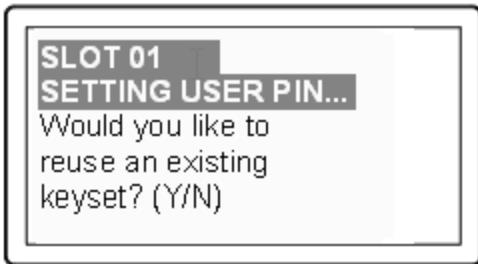 SLOT 01
SETTING USER PIN...
Would you like to
reuse an existing
keyset? (Y/N)